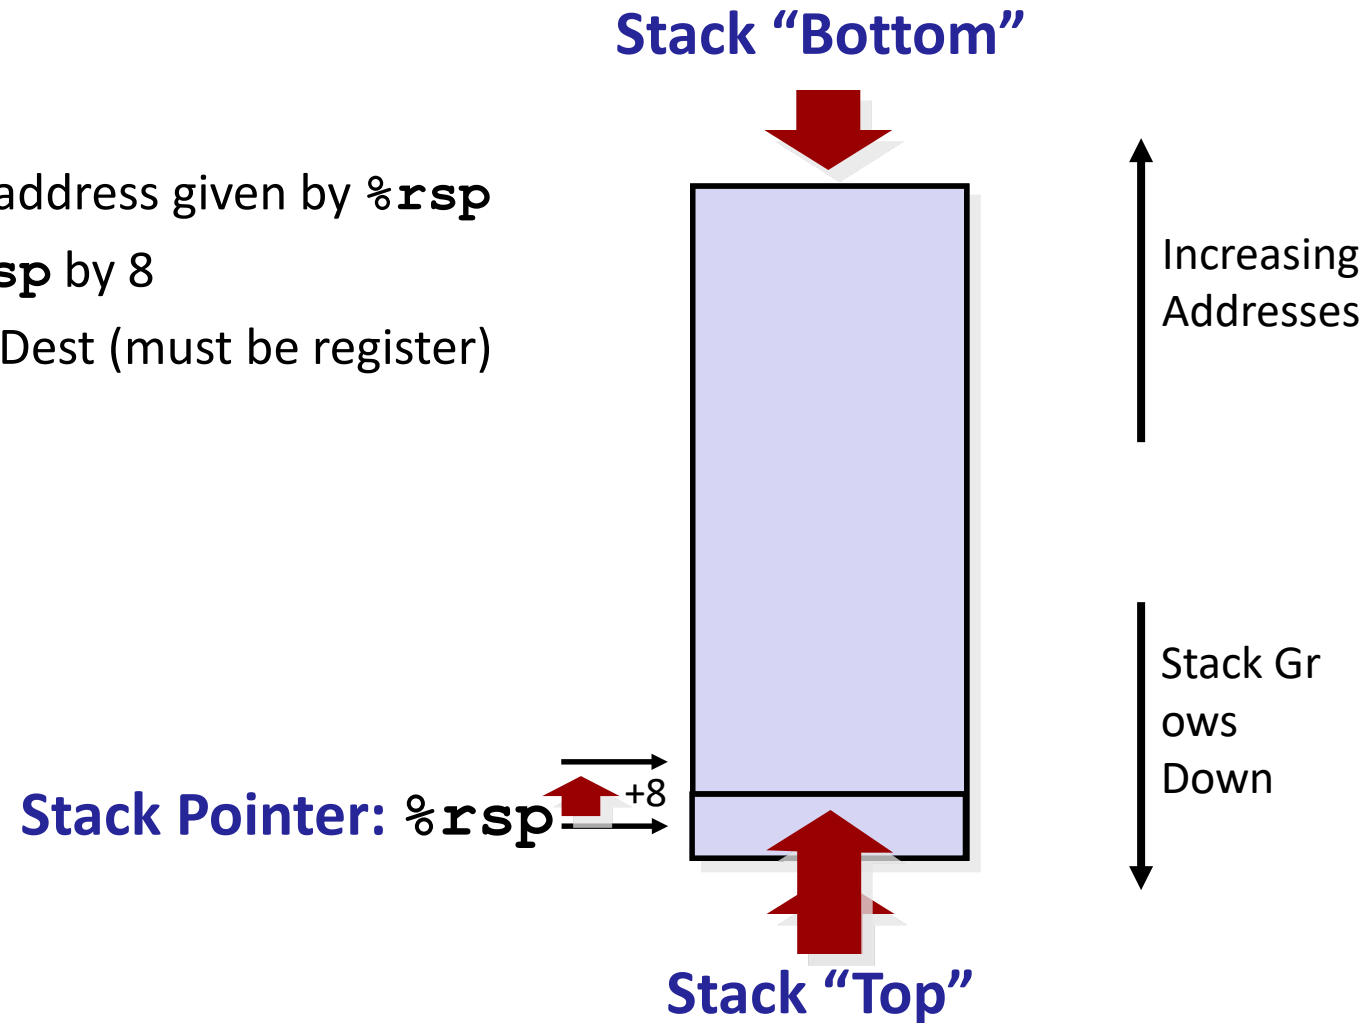 Stack “Bottom”
address given by %rsp
sp by 8
Dest (must be register)
Increasing
Addresses
Stack Gr
ows
Down
+8
Stack Pointer: %rsp
Stack “Top”